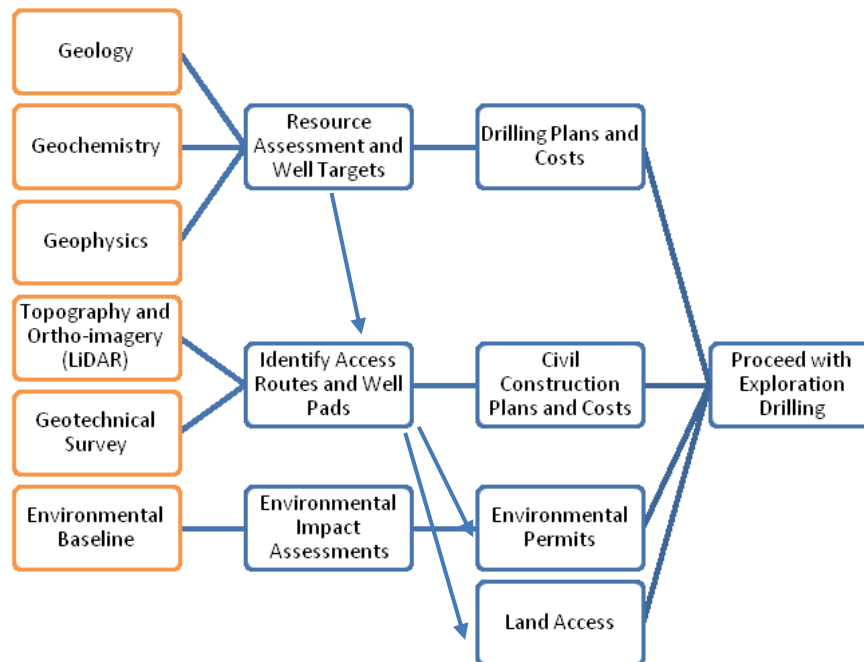 Geology
Geochemistry
Geophysics
Topography and
Ortho-imagery
(LiDAR)
Geotechnical
Survey
Environmental
Baseline
Resource
Assessment and
Well Targets
Identify Access
Routes and Well
Pads
Environmental
Impact
Assessments
Drilling Plans and
Costs
Civil
Construction
Plans and Costs
Environmental
Permits
Land Access
Proceed with
Exploration
Drilling